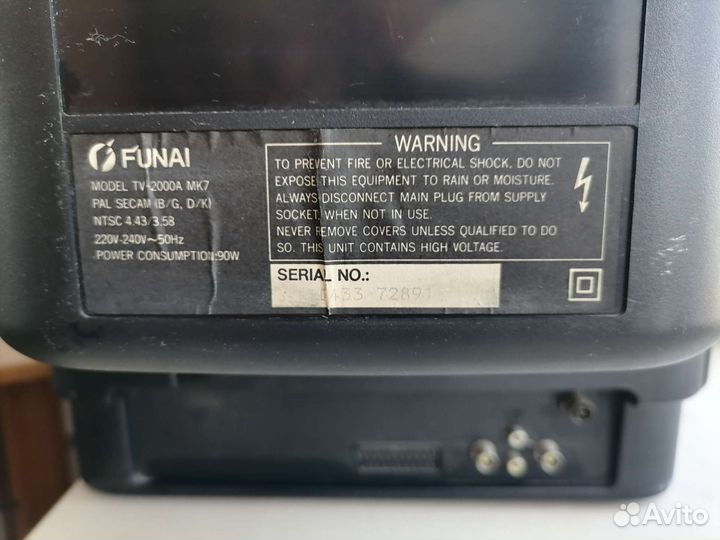 FUNAI
MODEL TV-2000A MK7
PAL SECAM (B/G, D/K)
NTSC 4.43/3.58
220V-240V~50Hz
POWER CONSUMPTION:90W
WARNING
TO PREVENT FIRE OR ELECTRICAL SHOCK, DO NOT
EXPOSE THIS EQUIPMENT TO RAIN OR MOISTURE.
ALWAYS DISCONNECT MAIN PLUG FROM SUPPLY
SOCKET WHEN NOT IN USE.
NEVER REMOVE COVERS UNLESS QUALIFIED TO DO
SO. THIS UNIT CONTAINS HIGH VOLTAGE.
SERIAL NO.:
72891
Avito